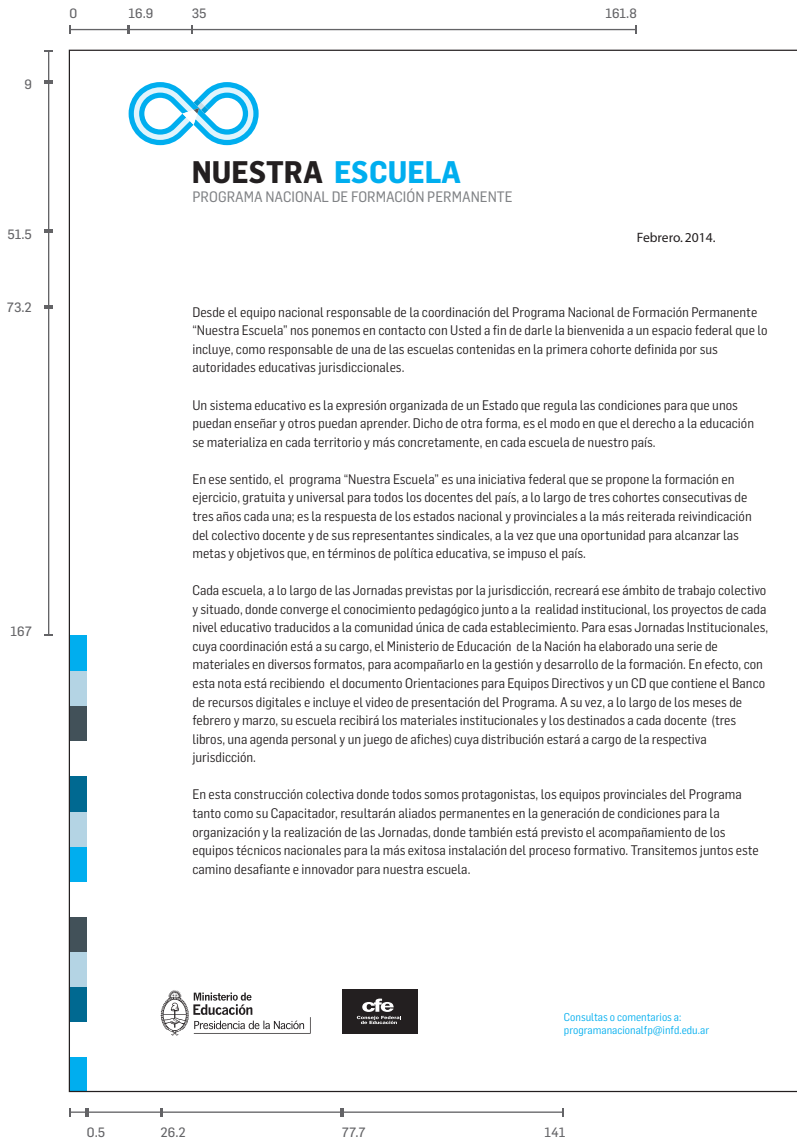 0 16.9 35 161.8
9
NUESTRA ESCUELA
PROGRAMA NACIONAL DE FORMACIÓN PERMANENTE
51.5
Febrero. 2014.
73.2
Desde el equipo nacional responsable de la coordinación del Programa Nacional de Formación Permanente
“Nuestra Escuela” nos ponemos en contacto con Usted a fin de darle la bienvenida a un espacio federal que lo
incluye, como responsable de una de las escuelas contenidas en la primera cohorte definida por sus
autoridades educativas jurisdiccionales.
Un sistema educativo es la expresión organizada de un Estado que regula las condiciones para que unos
puedan enseñar y otros puedan aprender. Dicho de otra forma, es el modo en que el derecho a la educación
se materializa en cada territorio y más concretamente, en cada escuela de nuestro país.
En ese sentido, el programa “Nuestra Escuela” es una iniciativa federal que se propone la formación en
ejercicio, gratuita y universal para todos los docentes del país, a lo largo de tres cohortes consecutivas de
tres años cada una; es la respuesta de los estados nacional y provinciales a la más reiterada reivindicación
del colectivo docente y de sus representantes sindicales, a la vez que una oportunidad para alcanzar las
metas y objetivos que, en términos de política educativa, se impuso el país.
Cada escuela, a lo largo de las Jornadas previstas por la jurisdicción, recreará ese ámbito de trabajo colectivo
y situado, donde converge el conocimiento pedagógico junto a la realidad institucional, los proyectos de cada
167
nivel educativo traducidos a la comunidad única de cada establecimiento. Para esas Jornadas Institucionales,
cuya coordinación está a su cargo, el Ministerio de Educación de la Nación ha elaborado una serie de
materiales en diversos formatos, para acompañarlo en la gestión y desarrollo de la formación. En efecto, con
esta nota está recibiendo el documento Orientaciones para Equipos Directivos y un CD que contiene el Banco
de recursos digitales e incluye el video de presentación del Programa. A su vez, a lo largo de los meses de
febrero y marzo, su escuela recibirá los materiales institucionales y los destinados a cada docente (tres
libros, una agenda personal y un juego de afiches) cuya distribución estará a cargo de la respectiva
jurisdicción.
En esta construcción colectiva donde todos somos protagonistas, los equipos provinciales del Programa
tanto como su Capacitador, resultarán aliados permanentes en la generación de condiciones para la
organización y la realización de las Jornadas, donde también está previsto el acompañamiento de los
equipos técnicos nacionales para la más exitosa instalación del proceso formativo. Transitemos juntos este
camino desafiante e innovador para nuestra escuela.
Ministerio de
Educación
Presidencia de la Nación
cfe
Consejo Federal
de Educación
Consultas o comentarios a:
programanacionalfp@infd.edu.ar
0.5 26.2 77.7 141